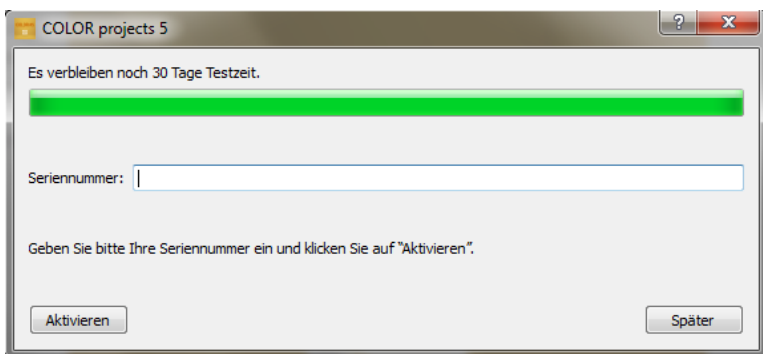 COLOR projects 5
Es verbleiben noch 30 Tage Testzeit.
Seriennummer:
Geben Sie bitte Ihre Seriennummer ein und klicken Sie auf “Aktivieren”.
Aktivieren
Später